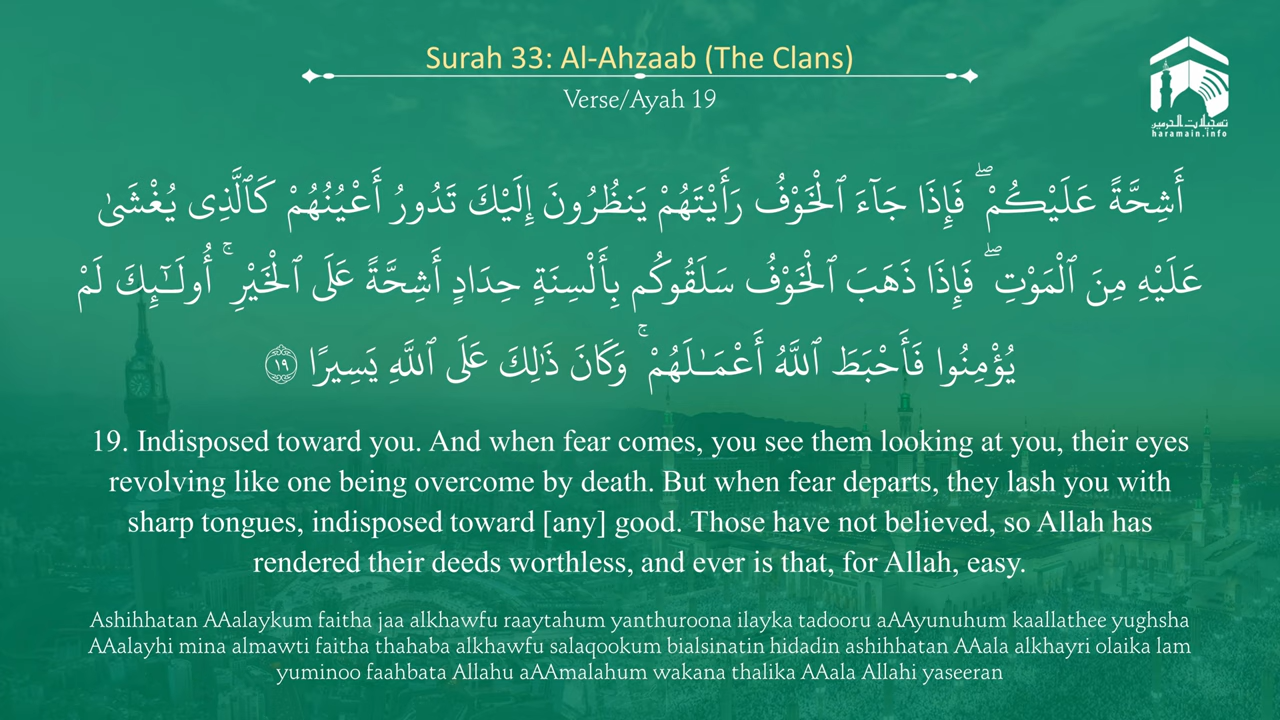 Surah 33: Al-Ahzaab (The Clans)
Verse/Ayah 19
تسجيلات الحرمين
haramain.info
أَشِحَّةً عَلَيْكُمْ ۖ فَإِذَا جَآءَ ٱلْخَوْفُ رَأَيْتَهُمْ يَنظُرُونَ إِلَيْكَ تَدُورُ أَعْيُنُهُمْ كَٱلَّذِى يُغْشَىٰ
عَلَيْهِ مِنَ ٱلْمَوْتِ ۖ فَإِذَا ذَهَبَ ٱلْخَوْفُ سَلَقُوكُم بِأَلْسِنَةٍ حِدَادٍ أَشِحَّةً عَلَى ٱلْخَيْرِ ۚ أُو۟لَـٰٓئِكَ لَمْ
يُؤْمِنُوا۟ فَأَحْبَطَ ٱللَّهُ أَعْمَـٰلَهُمْ ۚ وَكَانَ ذَٰلِكَ عَلَى ٱللَّهِ يَسِيرًا ١٩
19. Indisposed toward you. And when fear comes, you see them looking at you, their eyes
revolving like one being overcome by death. But when fear departs, they lash you with
sharp tongues, indisposed toward [any] good. Those have not believed, so Allah has
rendered their deeds worthless, and ever is that, for Allah, easy.
Ashihhatan AAalaykum faitha jaa alkhawfu raaytahum yanthuroona ilayka tadooru aAAyunuhum kaallathee yughsha
AAalayhi mina almawti faitha thahaba alkhawfu salaqookum bialsinatin hidadin ashihhatan AAala alkhayri olaika lam
yuminoo faahbata Allahu aAAmalahum wakana thalika AAala Allahi yaseeran